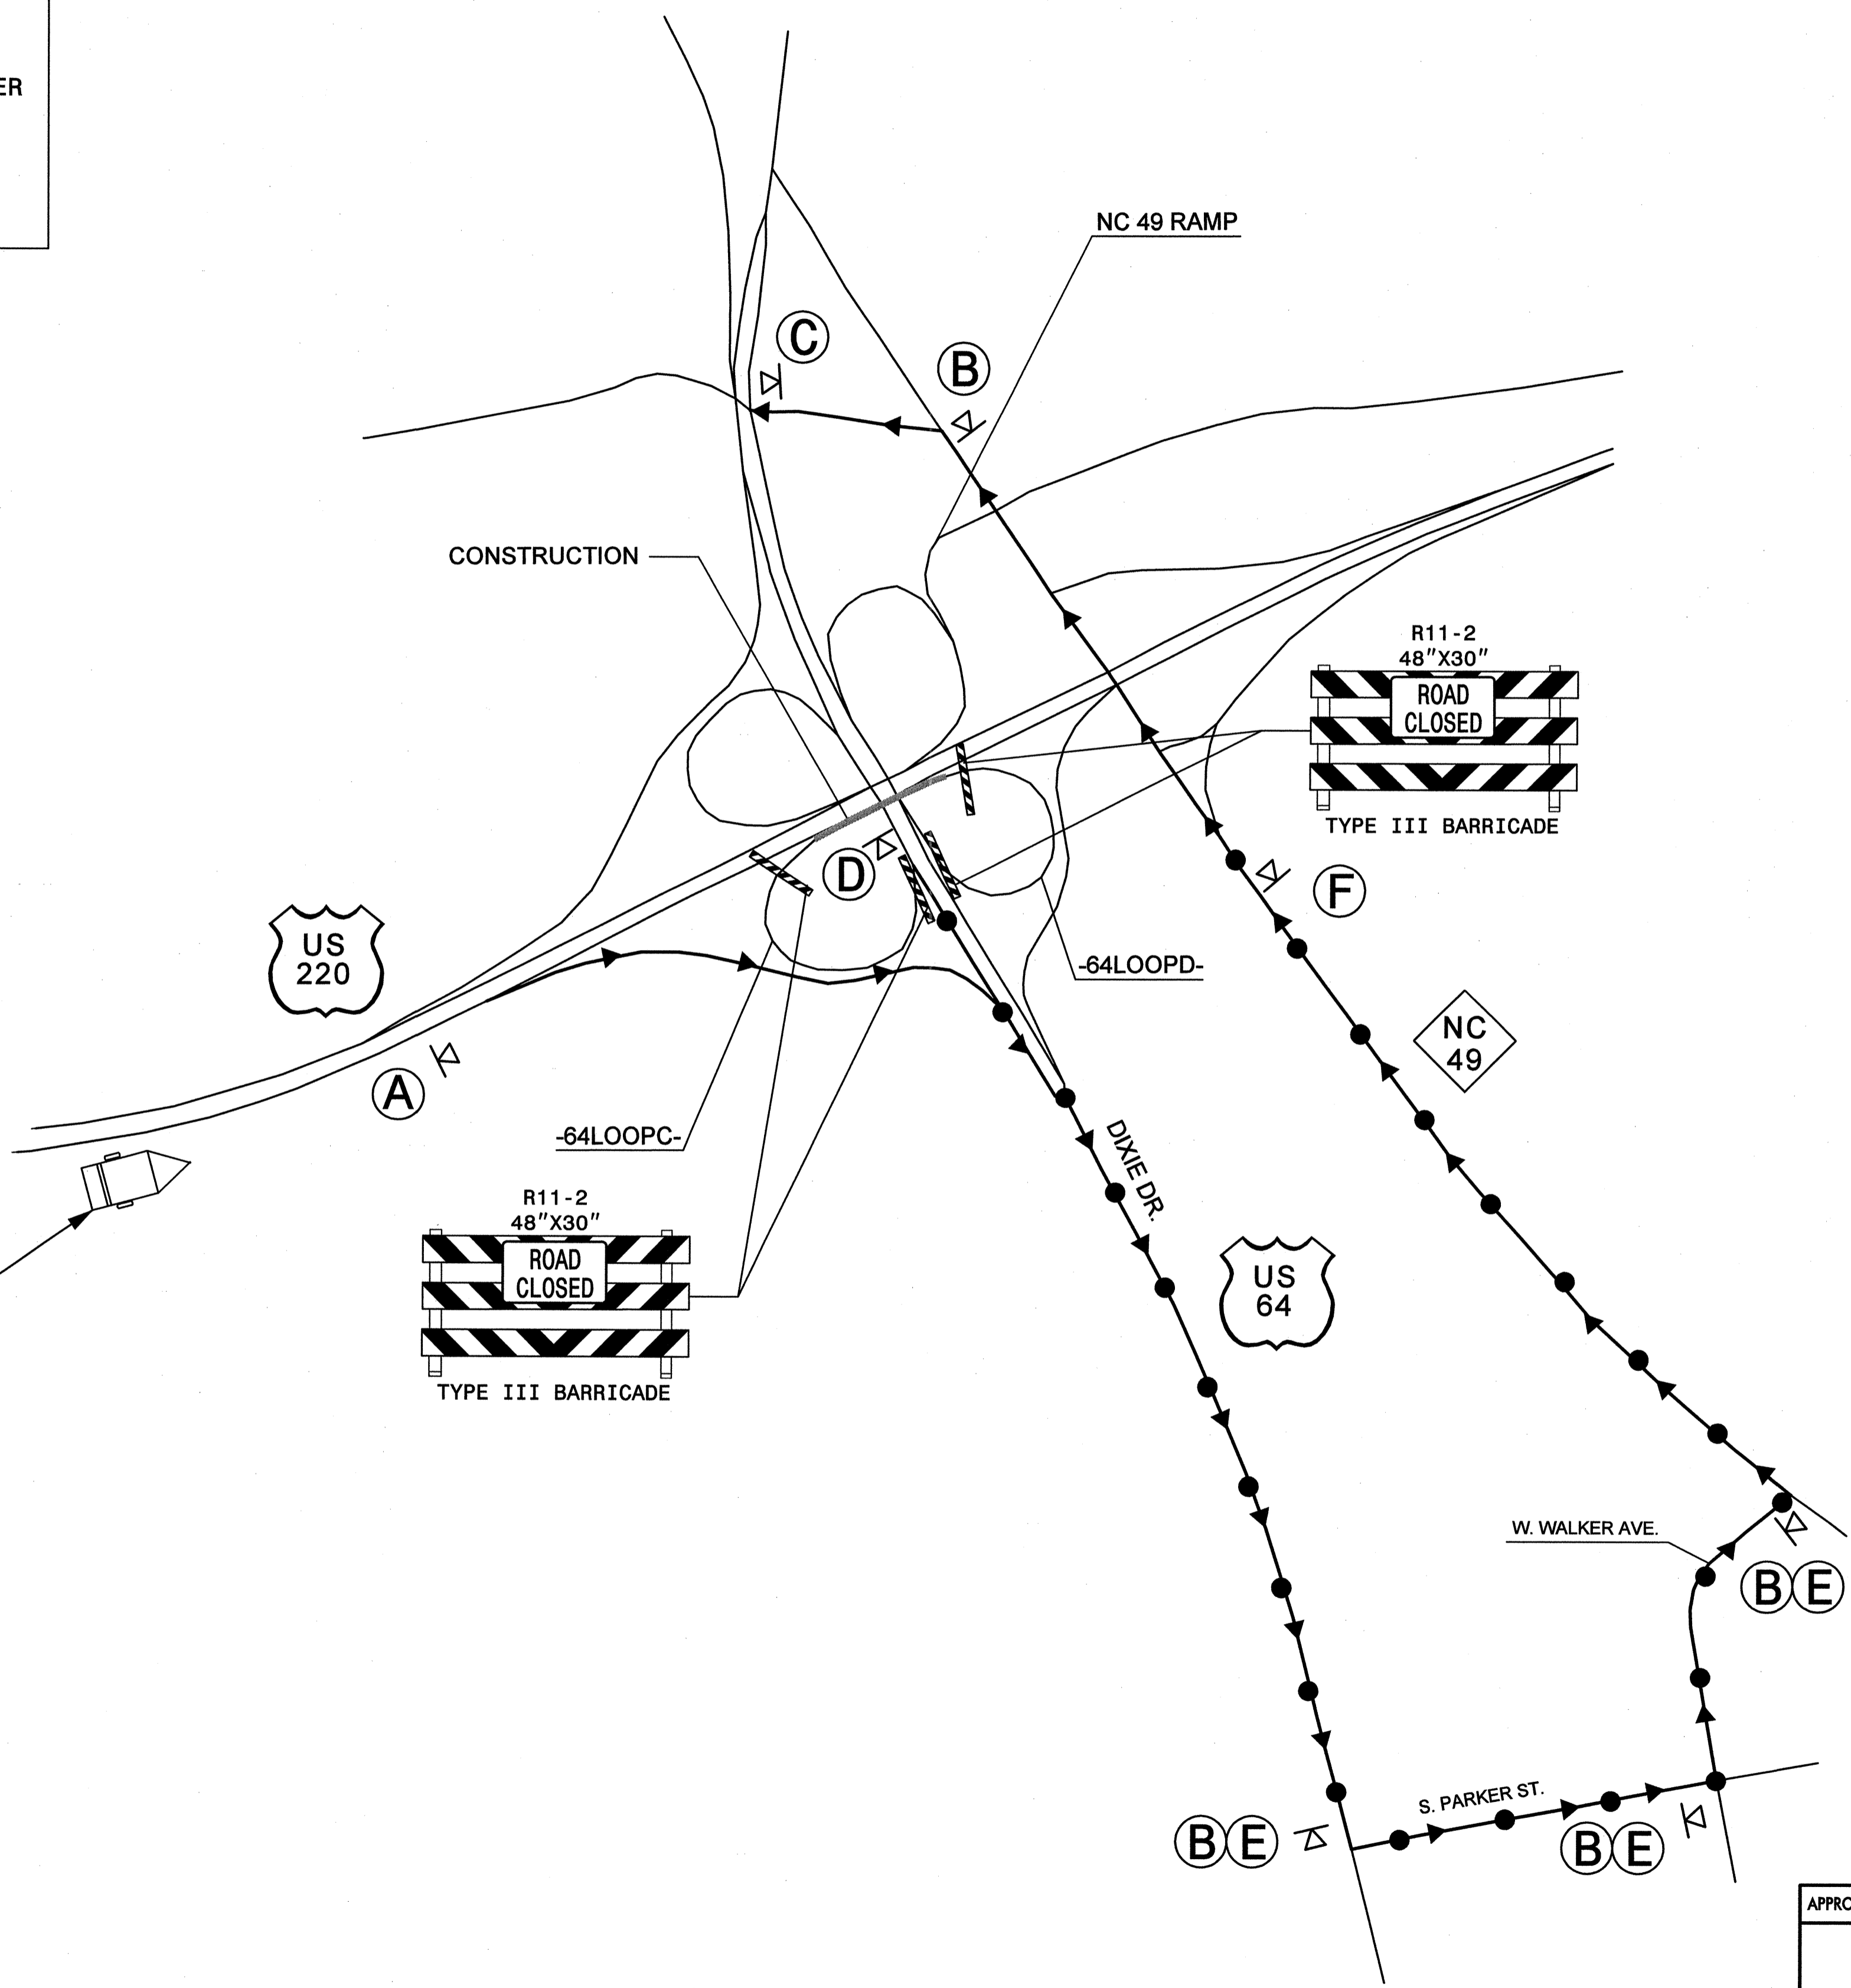 ER
NC 49 RAMP
C
B
CONSTRUCTION
R11-2
48"X30"
ROAD
CLOSED
TYPE III BARRICADE
D
F
US
220
-64LOOPD-
NC
49
A
-64LOOPC-
DIXIE DR.
R11-2
48"X30"
ROAD
CLOSED
TYPE III BARRICADE
US
64
W. WALKER AVE.
B E
S. PARKER ST.
B E
B E
APPRO